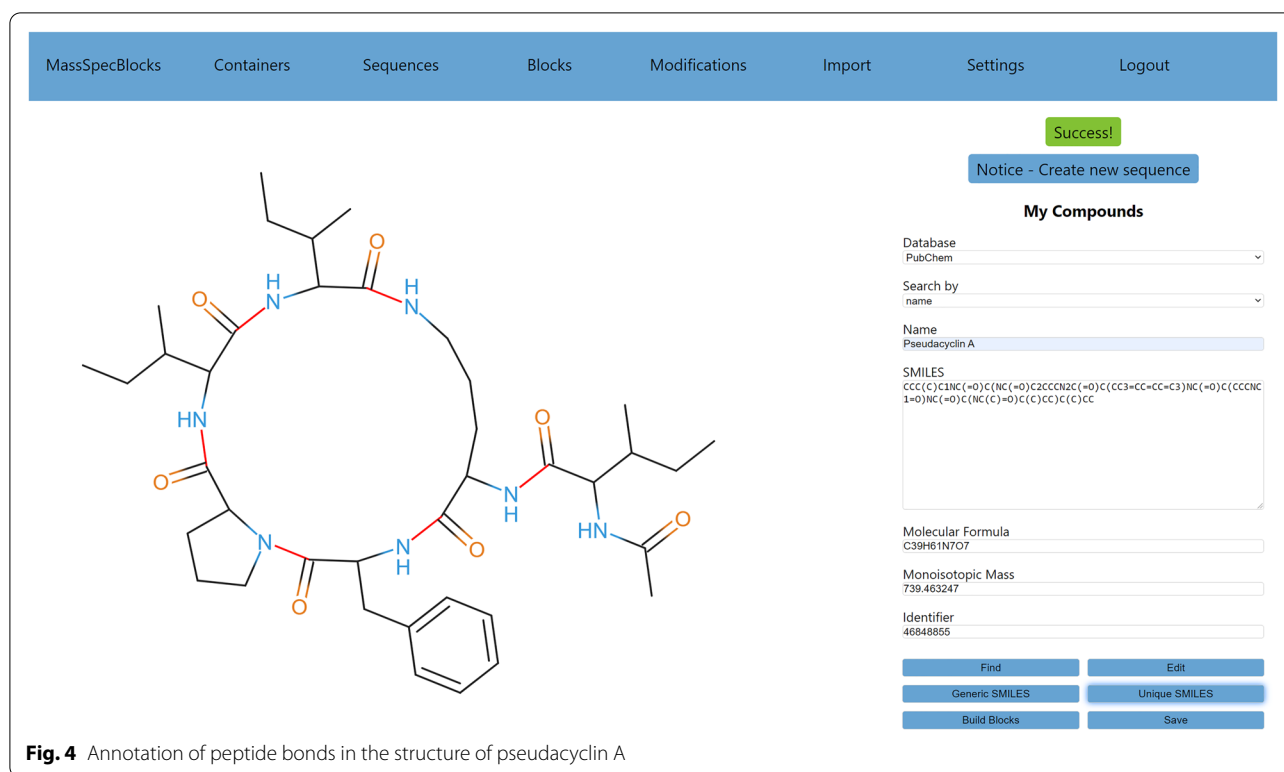 MassSpecBlocks Containers Sequences Blocks Modifications Import Settings Logout
Success!
Notice - Create new sequence
My Compounds
Database
PubChem
Search by
name
Name
Pseudacyclin A
SMILES
CCC(C)C1NC(=O)C(NC(=O)C2CCCN2C(=O)C(CC3=CC=CC=C3)NC(=O)C(CCCNC
1=O)NC(=O)C(NC(C)=O)C(C)CC)C(C)CC
Molecular Formula
C39H61N7O7
Monoisotopic Mass
739.463247
Identifier
46848855
Find Edit
Generic SMILES Unique SMILES
Build Blocks Save
O
H
N
O
H
N
O
HN
O
O
N
H
HN
O
O
N
O
N
H
O
Fig. 4 Annotation of peptide bonds in the structure of pseudacyclin A